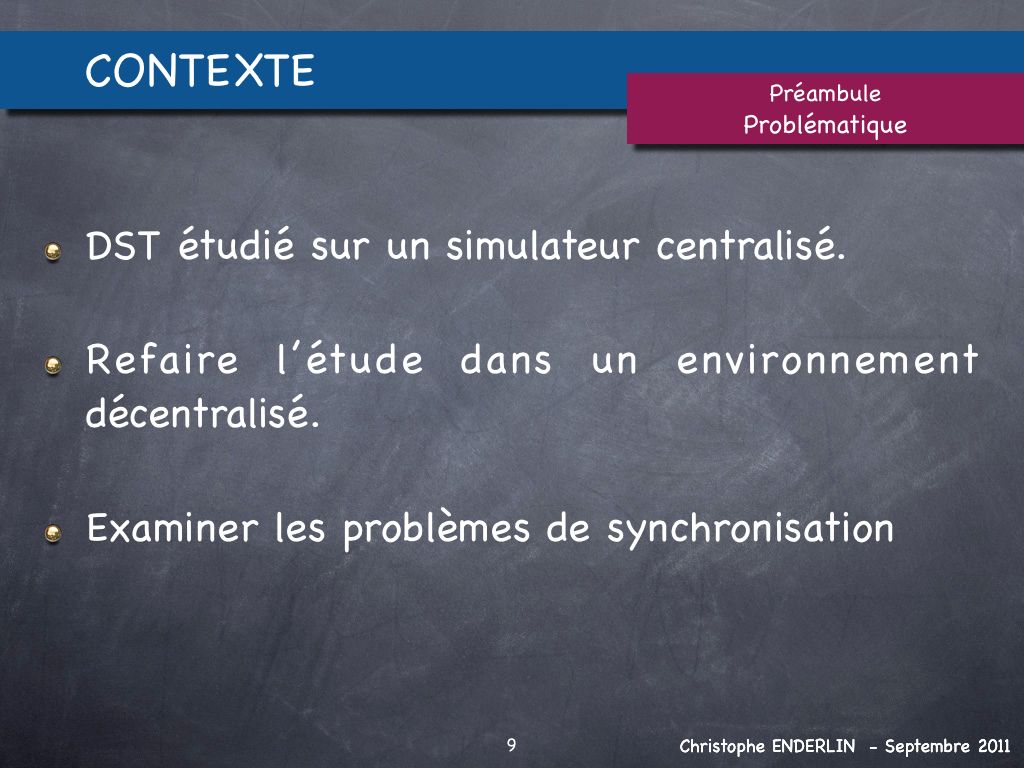 CONTEXTE
Préambule
Problématique
DST étudié sur un simulateur centralisé.
Refaire l'étude dans un environnement
décentralisé.
Examiner les problèmes de synchronisation
9
Christophe ENDERLIN - Septembre 2011